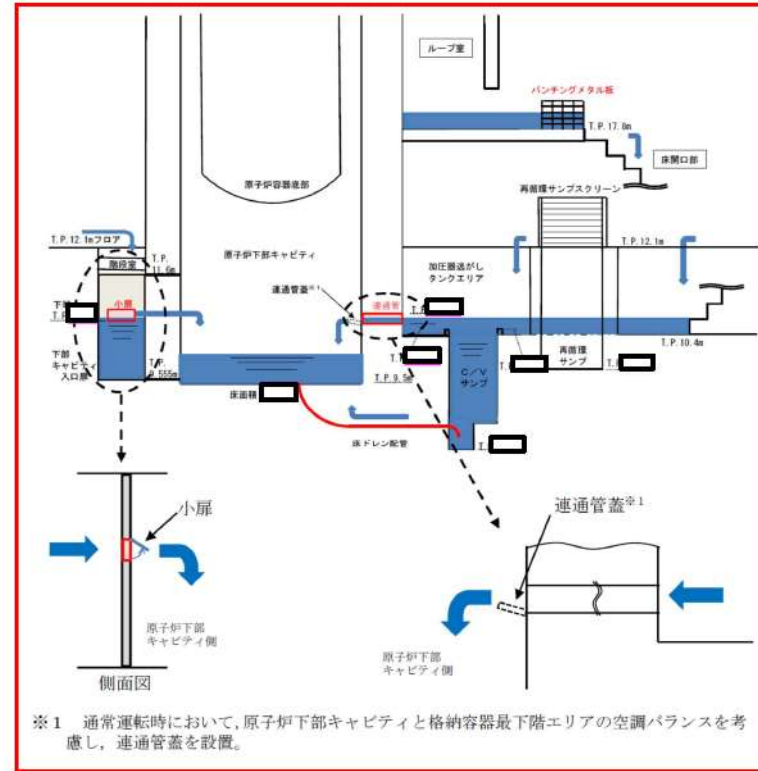 ループ室
パンチングメタル板
T.P.17.8m
床開口部
原子炉容器底部
再循環サンプスクリーン
T.P.12.1mフロア
T.P.12.1m
階段室
T.P.
11.6m
原子炉下部キャビティ
加圧器逃がし
タンクエリア
連通管蓋※1
連通管
小扉
下部
キャビティ
入口扉
T.P.
9.555m
T.P.10.4m
T.P.9.5m
C/V
サンプ
再循環
サンプ
床面積
床ドレン配管
小扉
連通管蓋※1
原子炉下部
キャビティ側
原子炉下部
キャビティ側
側面図
※1 通常運転時において,原子炉下部キャビティと格納容器最下階エリアの空調バランスを考
慮し,連通管蓋を設置。